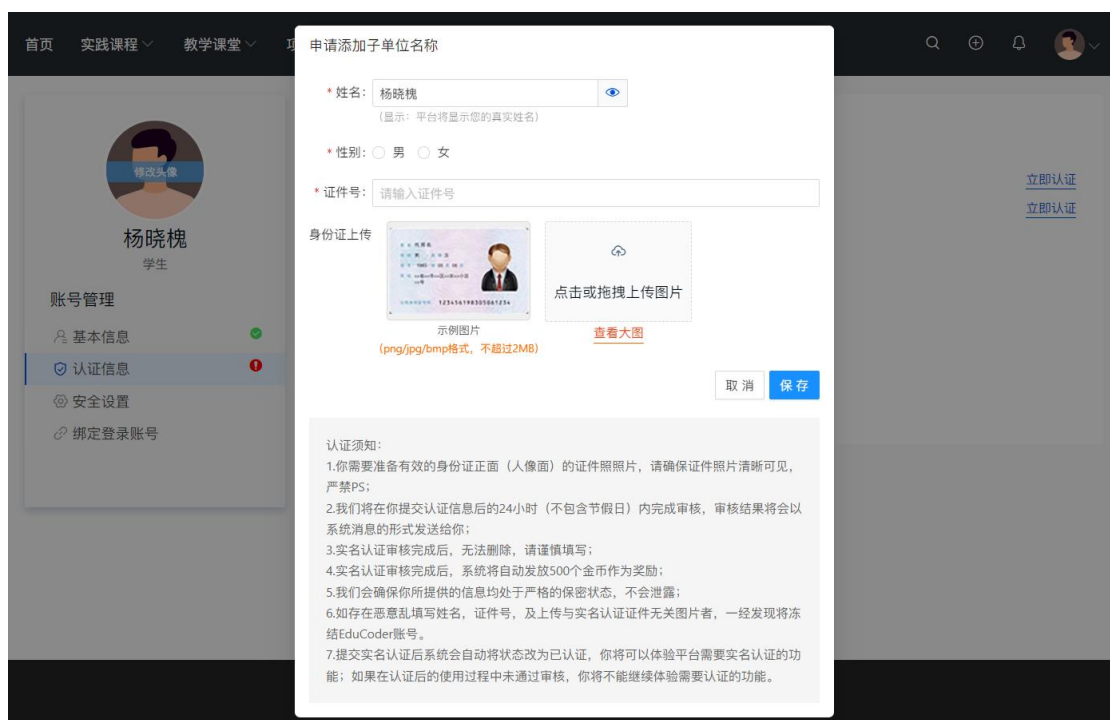 首页 实践课程 教学课堂
申请添加子单位名称
* 姓名: 杨晓槐
(显示: 平台将显示您的真实姓名)
* 性别: 男 女
* 证件号: 请输入证件号
身份证上传
123456198505061234
点击或拖拽上传图片
示例图片
查看大图
(png/jpg/bmp格式，不超过2MB)
取消 保存
修改头像
杨晓槐
学生
账号管理
基本信息
认证信息
安全设置
绑定登录账号
立即认证
立即认证
认证须知:
1.你需要准备有效的身份证正面（人像面）的证件照照片，请确保证件照片清晰可见，
严禁PS;
2.我们将在你提交认证信息后的24小时（不包含节假日）内完成审核，审核结果将会以
系统消息的形式发送给你;
3.实名认证审核完成后，无法删除，请谨慎填写;
4.实名认证审核完成后，系统将自动发放500个金币作为奖励;
5.我们会确保你所提供的信息均处于严格的保密状态，不会泄露;
6.如存在恶意乱填写姓名，证件号，及上传与实名认证证件无关图片者，一经发现将冻
结EduCoder账号。
7.提交实名认证后系统会自动将状态改为已认证，你将可以体验平台需要实名认证的功
能; 如果在认证后的使用过程中未通过审核，你将不能继续体验需要认证的功能。